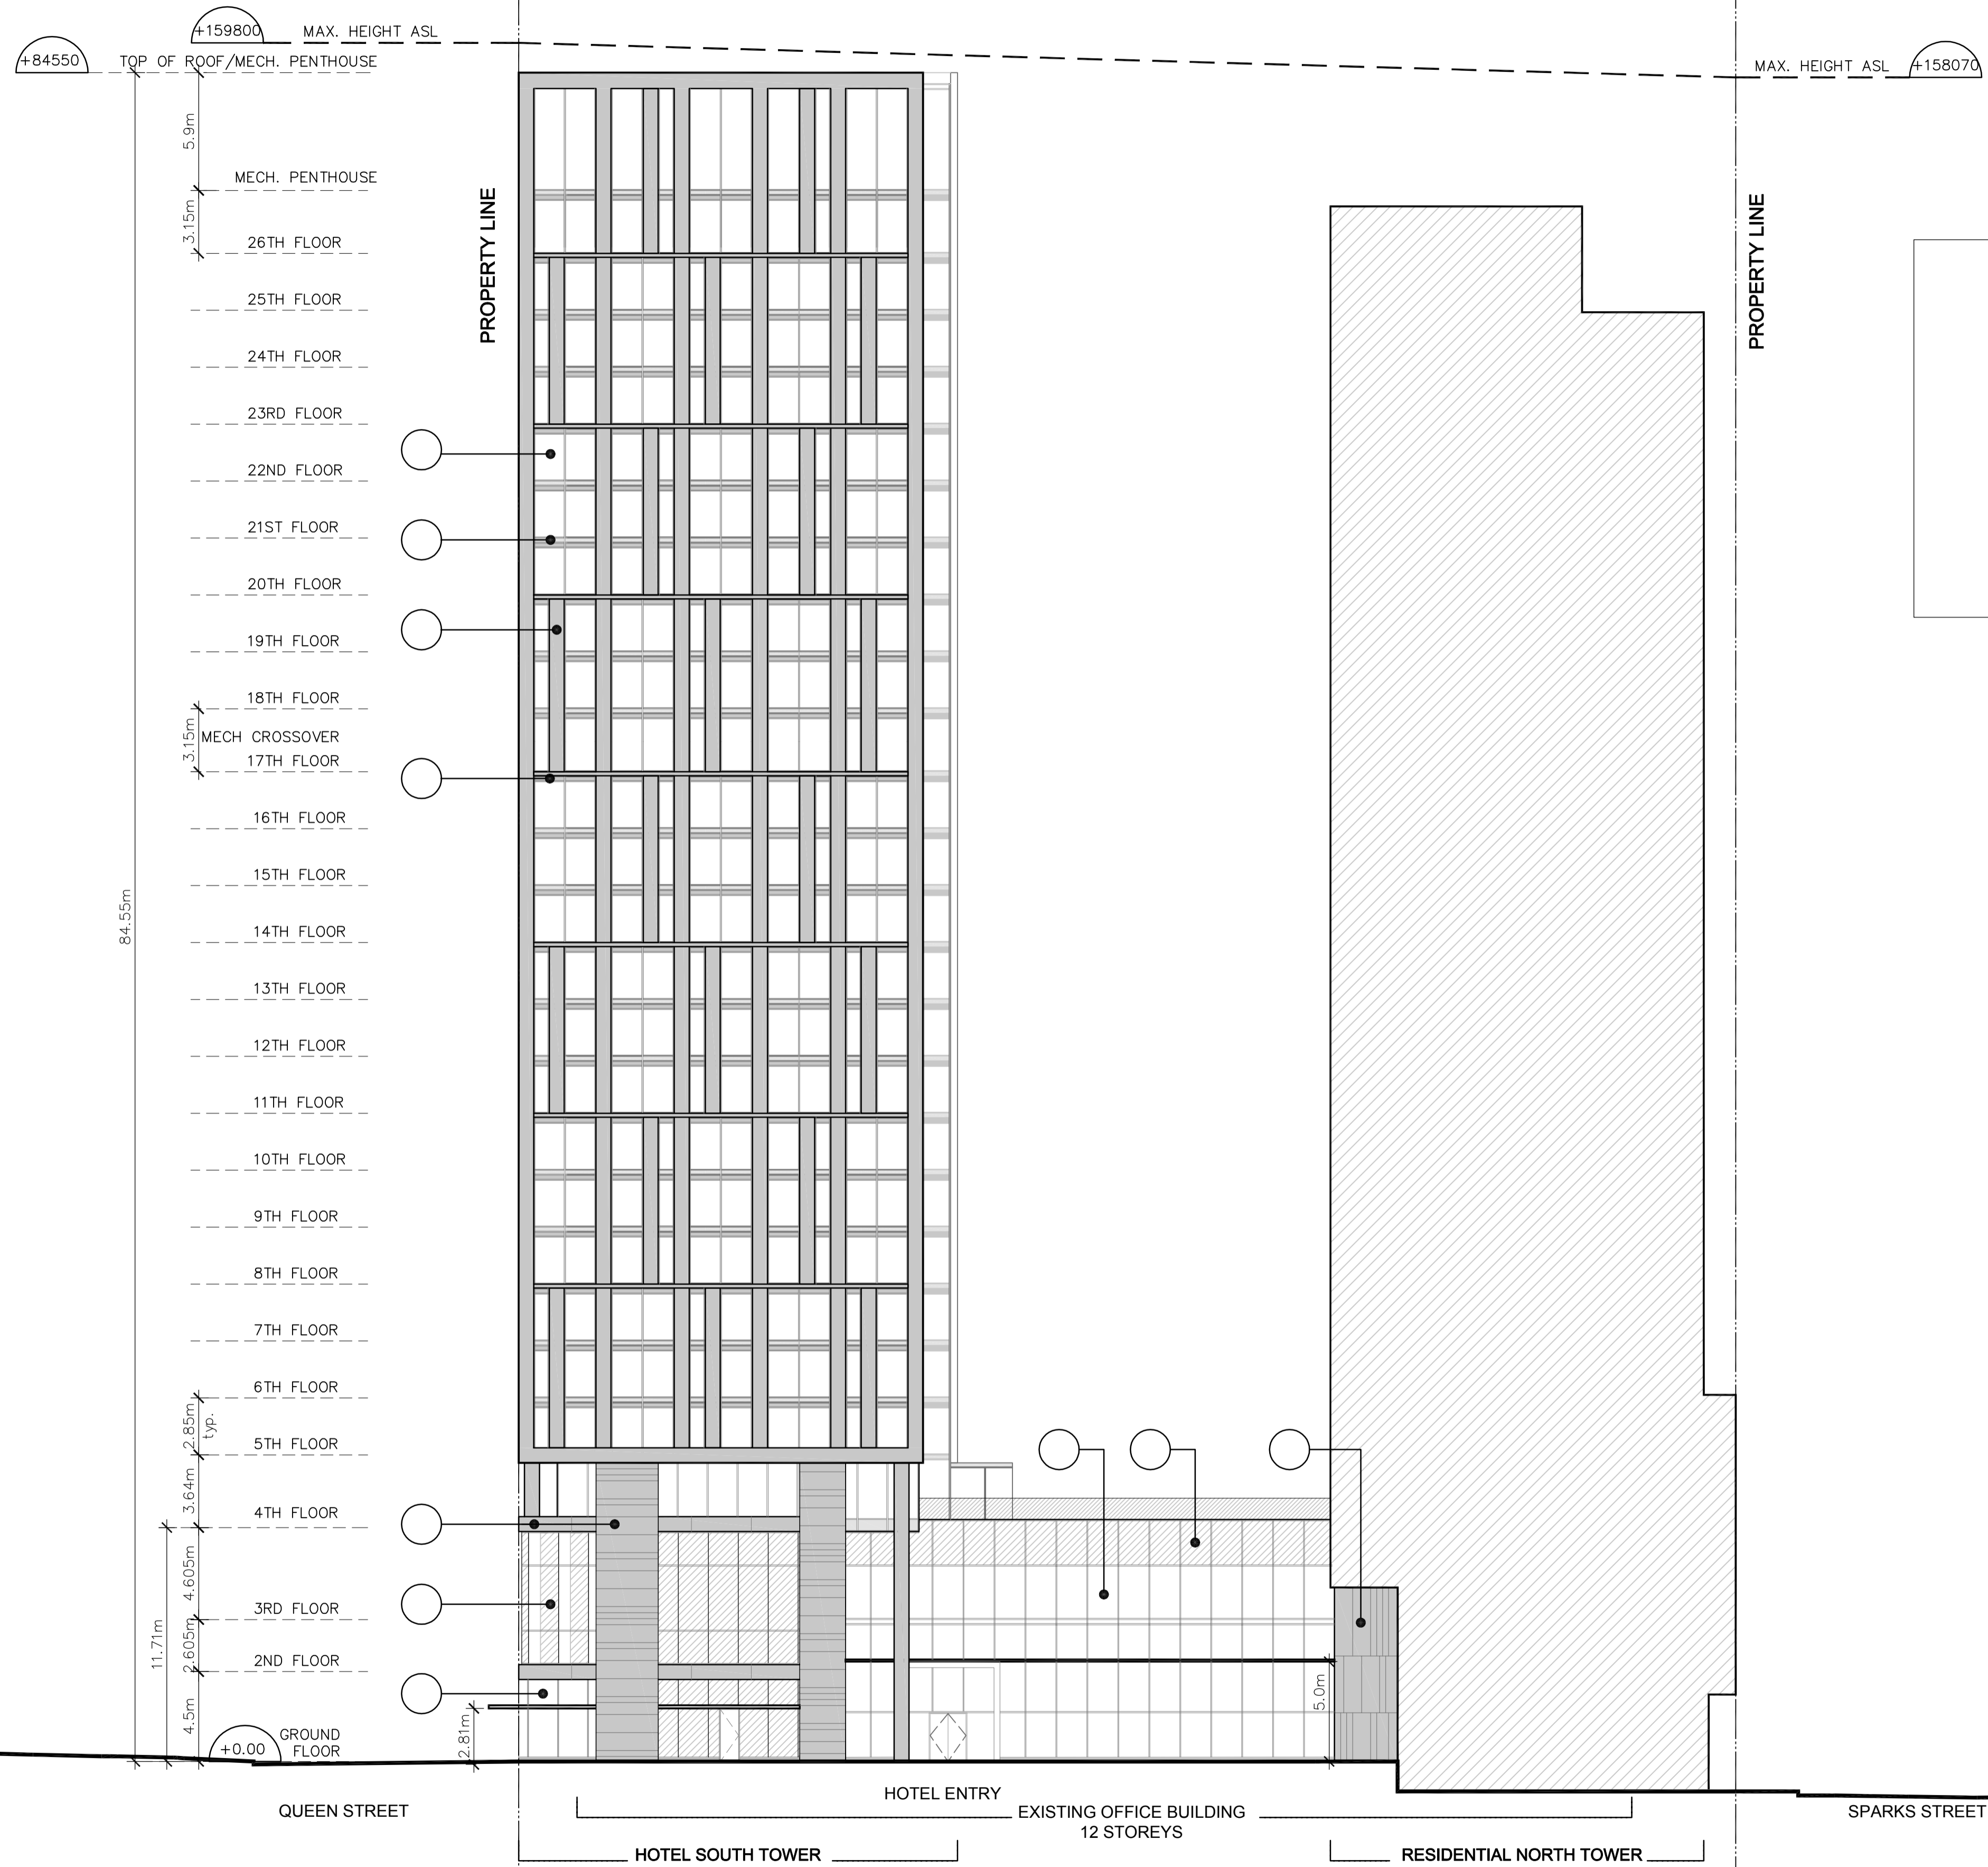 +159800
MAX. HEIGHT ASL
+84550
TOP OF ROOF/MECH. PENTHOUSE
MAX. HEIGHT ASL
+158070
5.9m
MECH. PENTHOUSE
3.15m
26TH FLOOR
PROPERTY LINE
PROPERTY LINE
25TH FLOOR
24TH FLOOR
23RD FLOOR
22ND FLOOR
21ST FLOOR
20TH FLOOR
19TH FLOOR
18TH FLOOR
3.15m
MECH CROSSOVER
17TH FLOOR
16TH FLOOR
15TH FLOOR
84.55m
14TH FLOOR
13TH FLOOR
12TH FLOOR
11TH FLOOR
10TH FLOOR
9TH FLOOR
8TH FLOOR
7TH FLOOR
6TH FLOOR
2.85m
typ.
5TH FLOOR
3.64m
4TH FLOOR
4.605m
3RD FLOOR
11.71m
2.605m
2ND FLOOR
4.5m
2.81m
5.0m
+0.00
GROUND
FLOOR
HOTEL ENTRY
QUEEN STREET
EXISTING OFFICE BUILDING
12 STOREYS
SPARKS STREET
HOTEL SOUTH TOWER
RESIDENTIAL NORTH TOWER